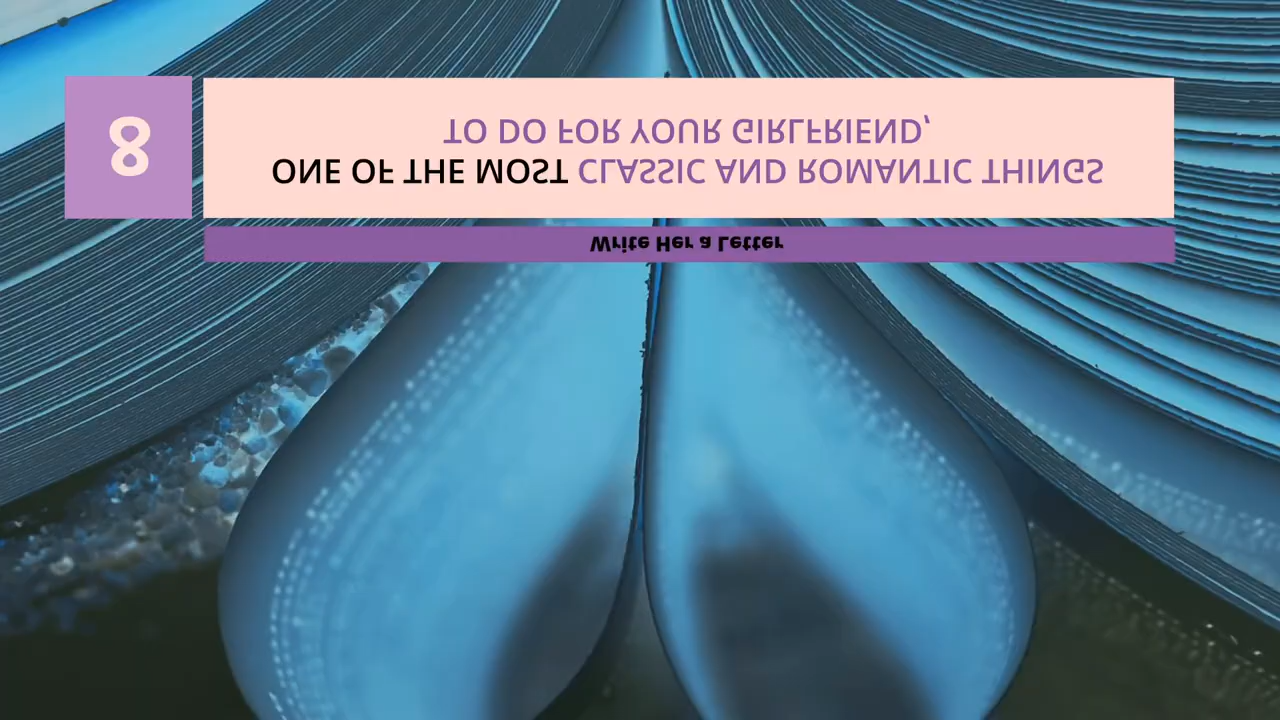 Write Her a Letter
8
ONE OF THE MOST CLASSIC AND ROMANTIC THINGS
TO DO FOR YOUR GIRLFRIEND,